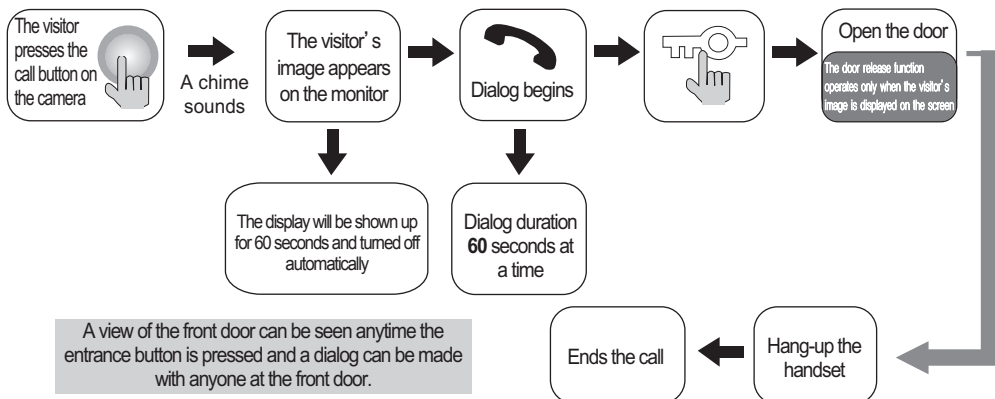 The visitor
presses the
call button on
the camera
A chime
sounds
The visitor's
image appears
on the monitor
Dialog begins
Open the door
The door release function
operates only when the visitor's
image is displayed on the screen
The display will be shown up
for 60 seconds and turned off
automatically
Dialog duration
60 seconds at
a time
A view of the front door can be seen anytime the
entrance button is pressed and a dialog can be made
with anyone at the front door.
Ends the call
Hang-up the
handset